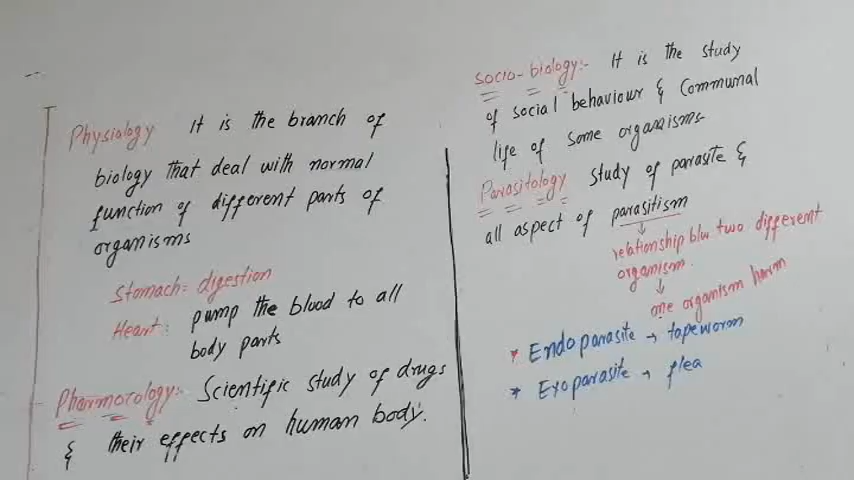 Physialogy It is the branch of
biology that deal with normal
function of different parts of
organisms
Stomach = digestion
Heart: pump the blood to all
body parts
Pharmocology:- Scientific study of drugs
& their effects on human body.
Socio-biology:- It is the study
of social behaviour & Communal
life of some organisms
Parasitology study of parasite &
all aspect of parasitism
↓
relationship b/w two different
organism
↓
one organism harm
* Endoparasite → tapeworm
* Exoparasite → flea